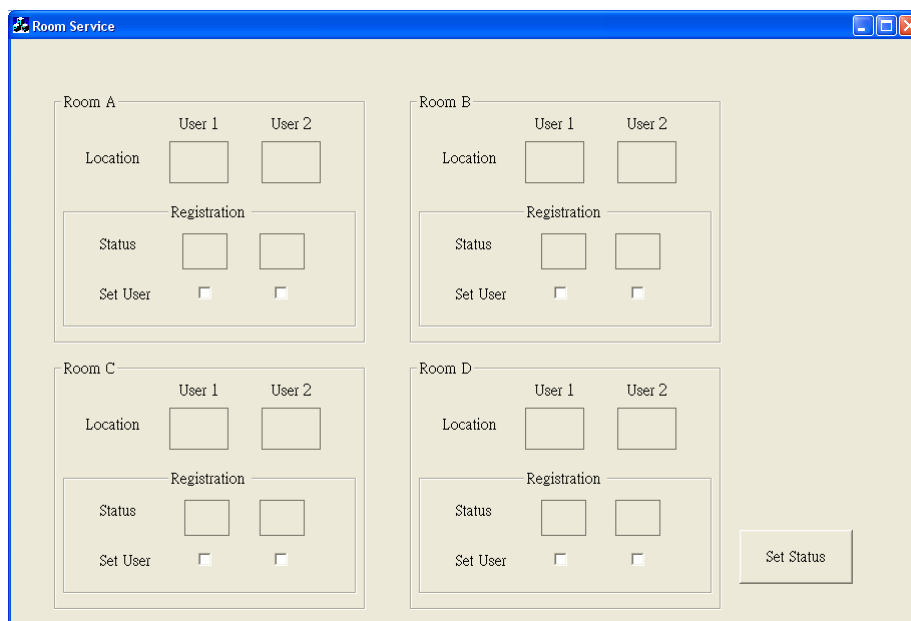 Room Service
Room A
User 1 User 2
Location
Registration
Status
Set User
Room B
User 1 User 2
Location
Registration
Status
Set User
Room C
User 1 User 2
Location
Registration
Status
Set User
Room D
User 1 User 2
Location
Registration
Status
Set User
Set Status